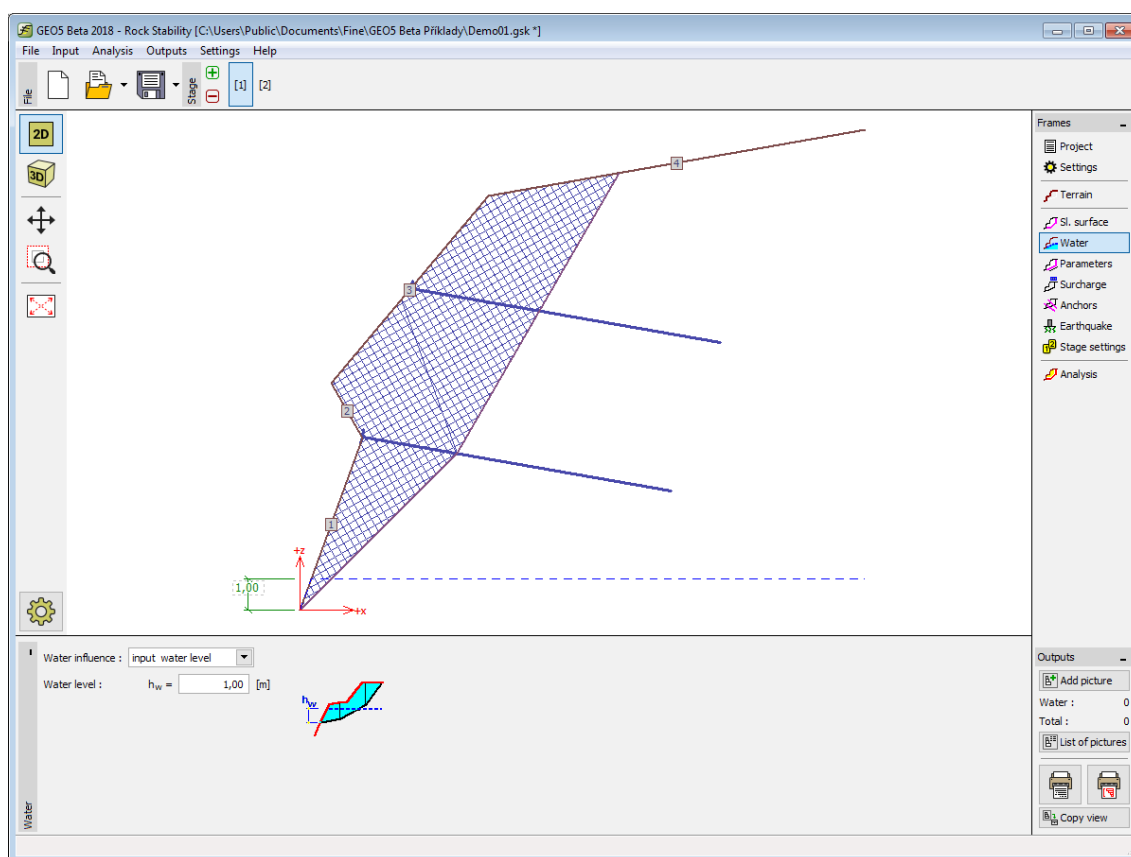 GEO5 Beta 2018 - Rock Stability [C:\Users\Public\Documents\Fine\GEO5 Beta Příklady\Demo01.gsk *]
File Input Analysis Outputs Settings Help
File
Stage
[1] [2]
2D
3D
4
3
2
1
+z
+x
1,00
Frames
Project
Settings
Terrain
Sl. surface
Water
Parameters
Surcharge
Anchors
Earthquake
Stage settings
Analysis
Water influence : input water level
Water level : hw = 1,00 [m]
hw
Water
Outputs
Add picture
Water : 0
Total : 0
List of pictures
Copy view